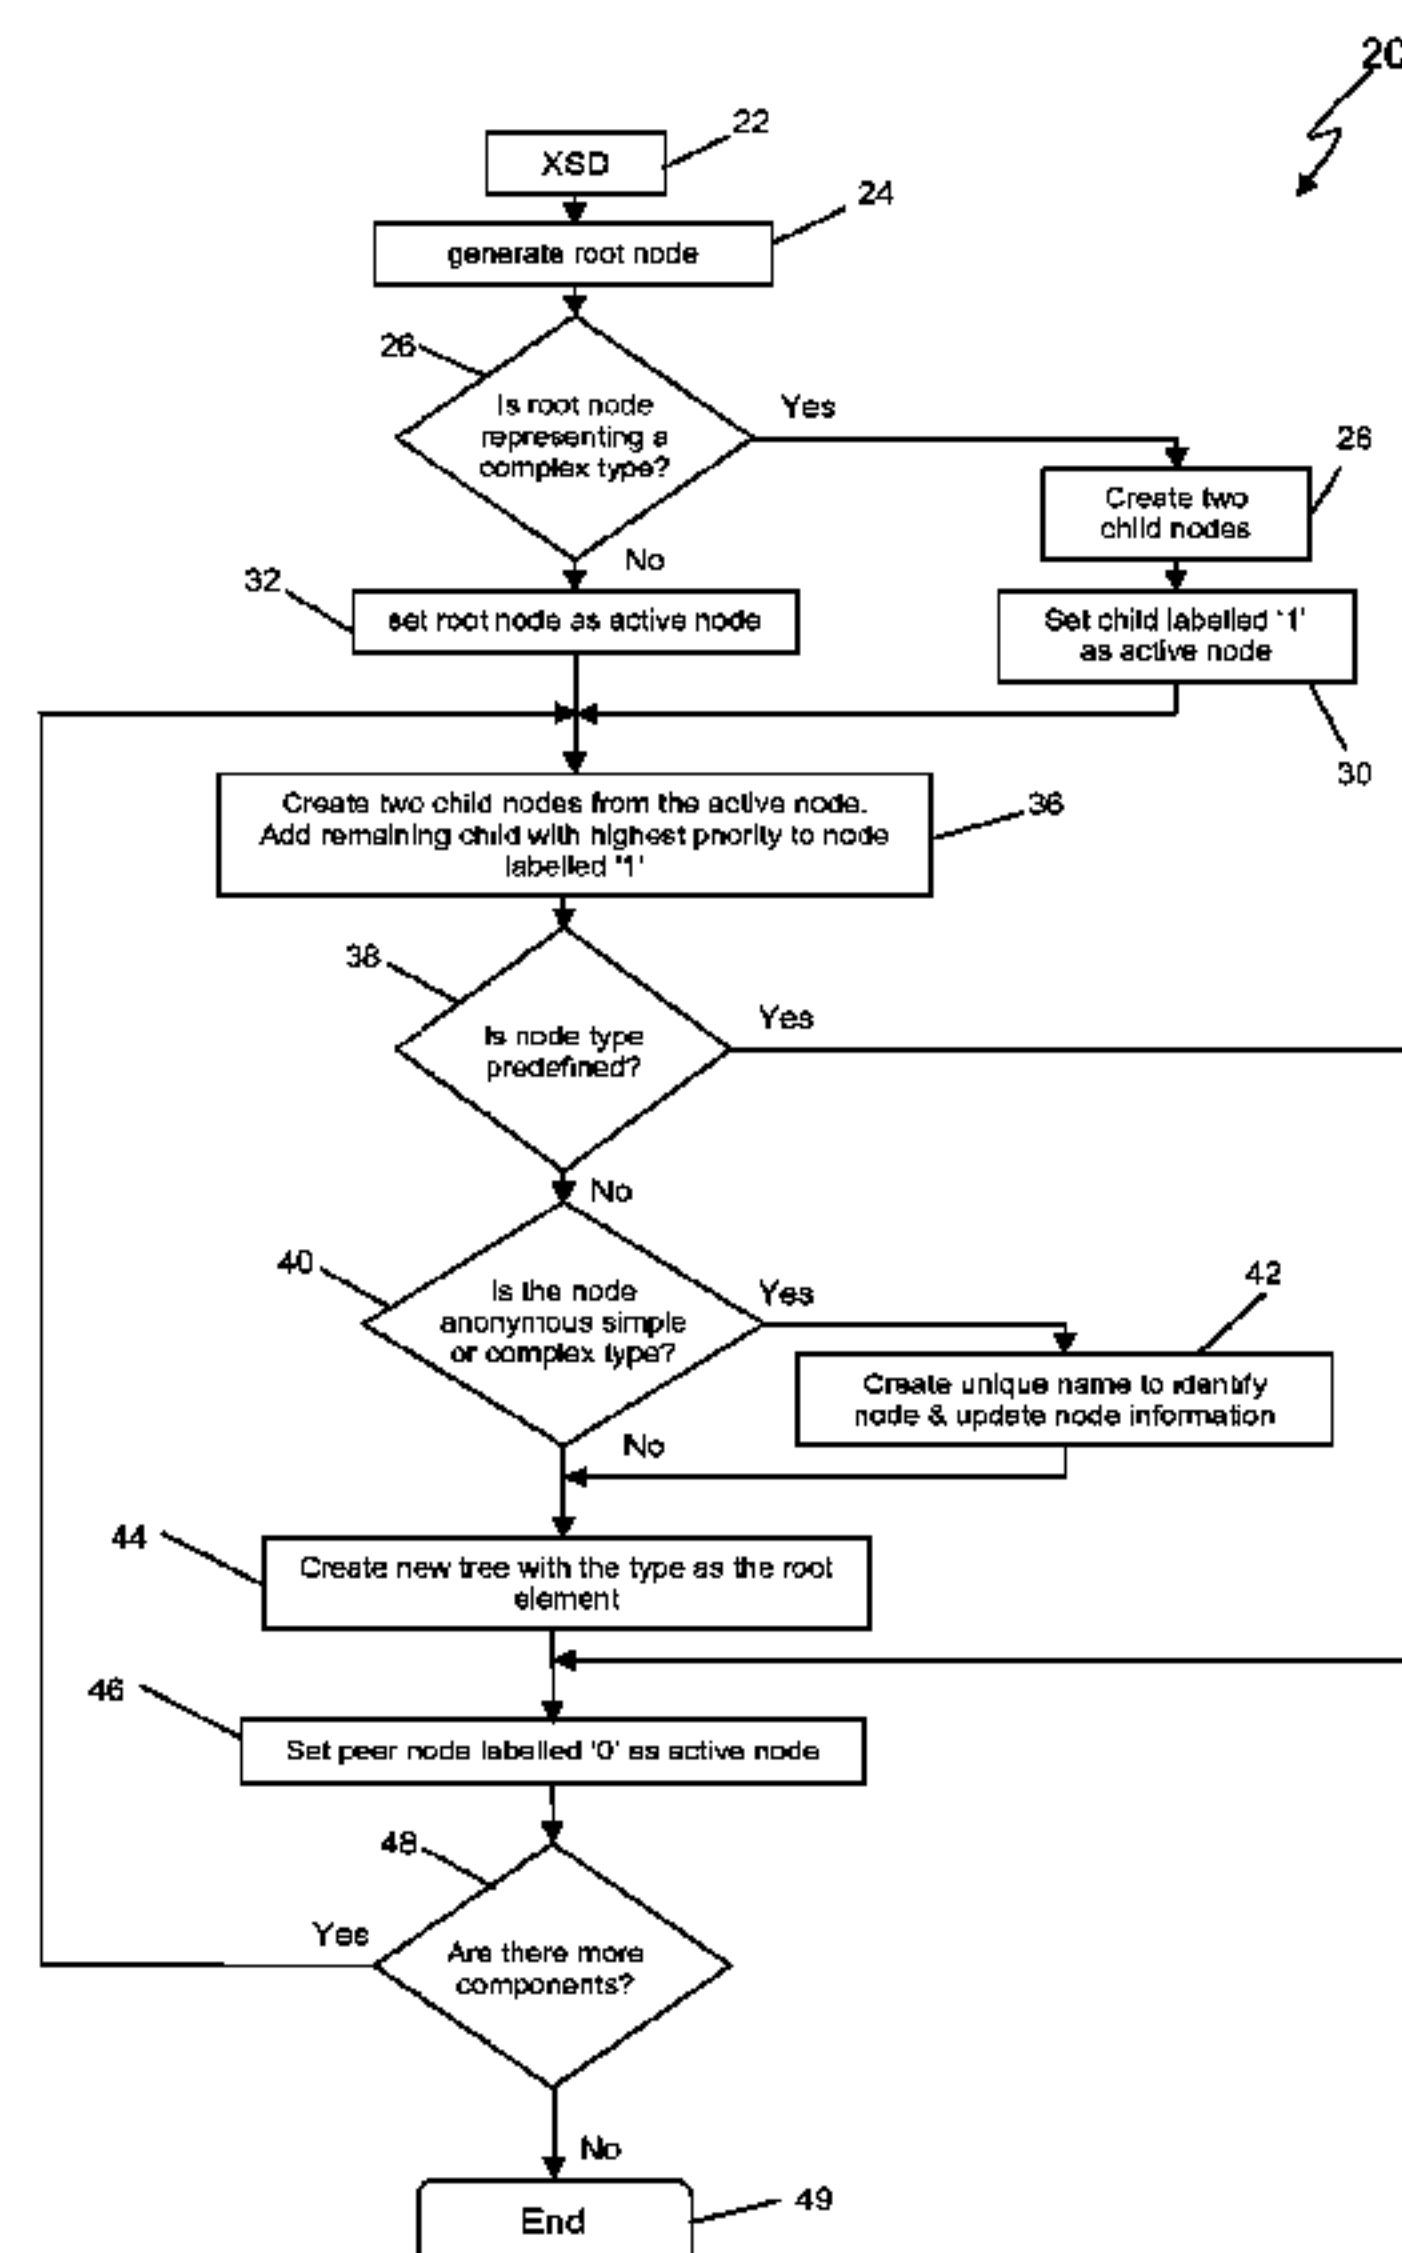 20
22
XSD
24
generate root node
26
Is root node
representing a
complex type?
Yes
28
Create two
child nodes
No
32
set root node as active node
Set child labelled '1'
as active node
30
Create two child nodes from the active node.
Add remaining child with highest priority to node
labelled '1'
36
38
Is node type
predefined?
Yes
No
40
Is the node
anonymous simple
or complex type?
Yes
42
Create unique name to identify
node & update node information
No
44
Create new tree with the type as the root
element
46
Set peer node labelled '0' as active node
48
Yes
Are there more
components?
No
End
49